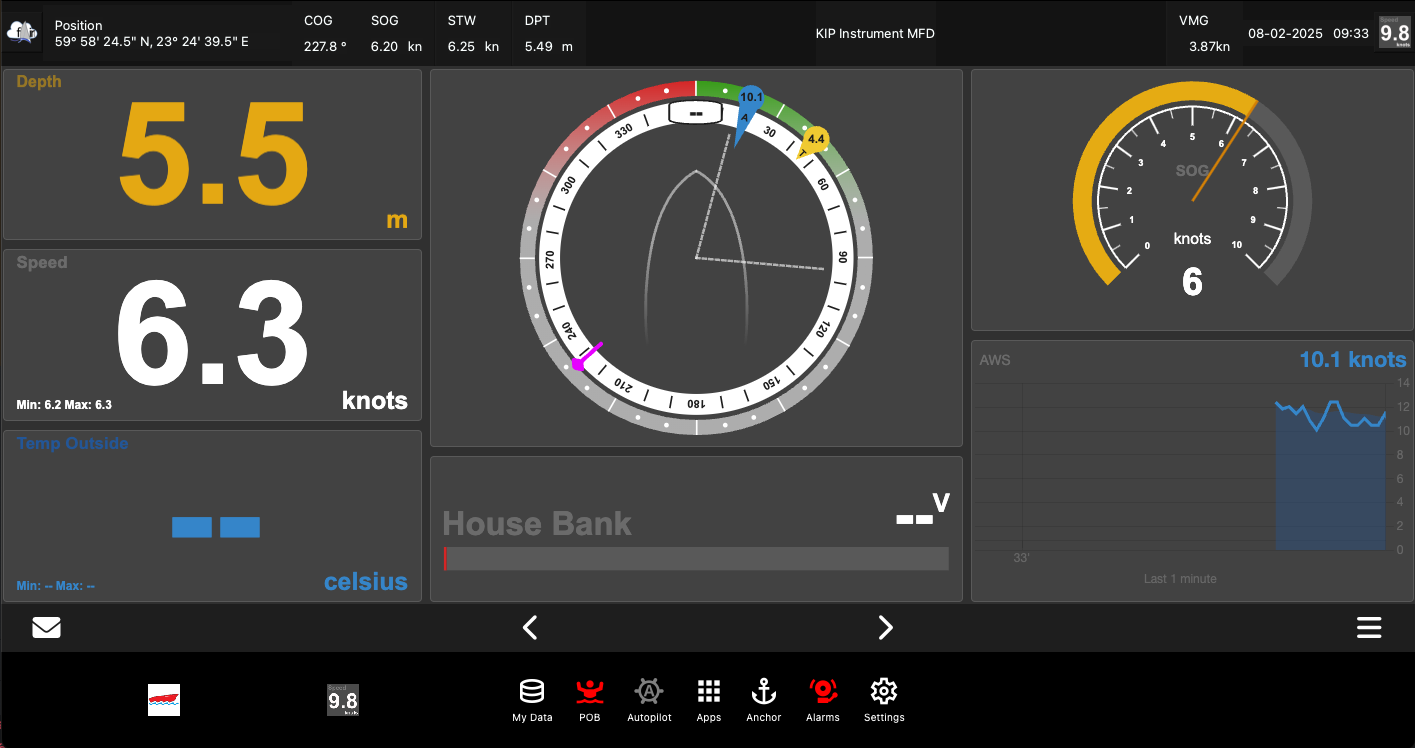 Position
59° 58' 24.5" N, 23° 24' 39.5" E
COG
227.8 °
SOG
6.20 kn
STW
6.25 kn
DPT
5.49 m
KIP Instrument MFD
VMG
3.87kn
08-02-2025 09:33
Speed
9.8
knots
Depth
5.5
m
Speed
6.3
Min: 6.2 Max: 6.3
knots
Temp Outside
--
Min: -- Max: --
celsius
--
10.1
A
4.4
T
30
60
90
120
150
180
210
240
270
300
330
House Bank
--V
SOG
0
1
2
3
4
5
6
7
8
9
10
knots
6
AWS
10.1 knots
14
12
10
8
6
4
2
0
33'
Last 1 minute
Speed
9.8
knots
A
My Data
POB
Autopilot
Apps
Anchor
Alarms
Settings